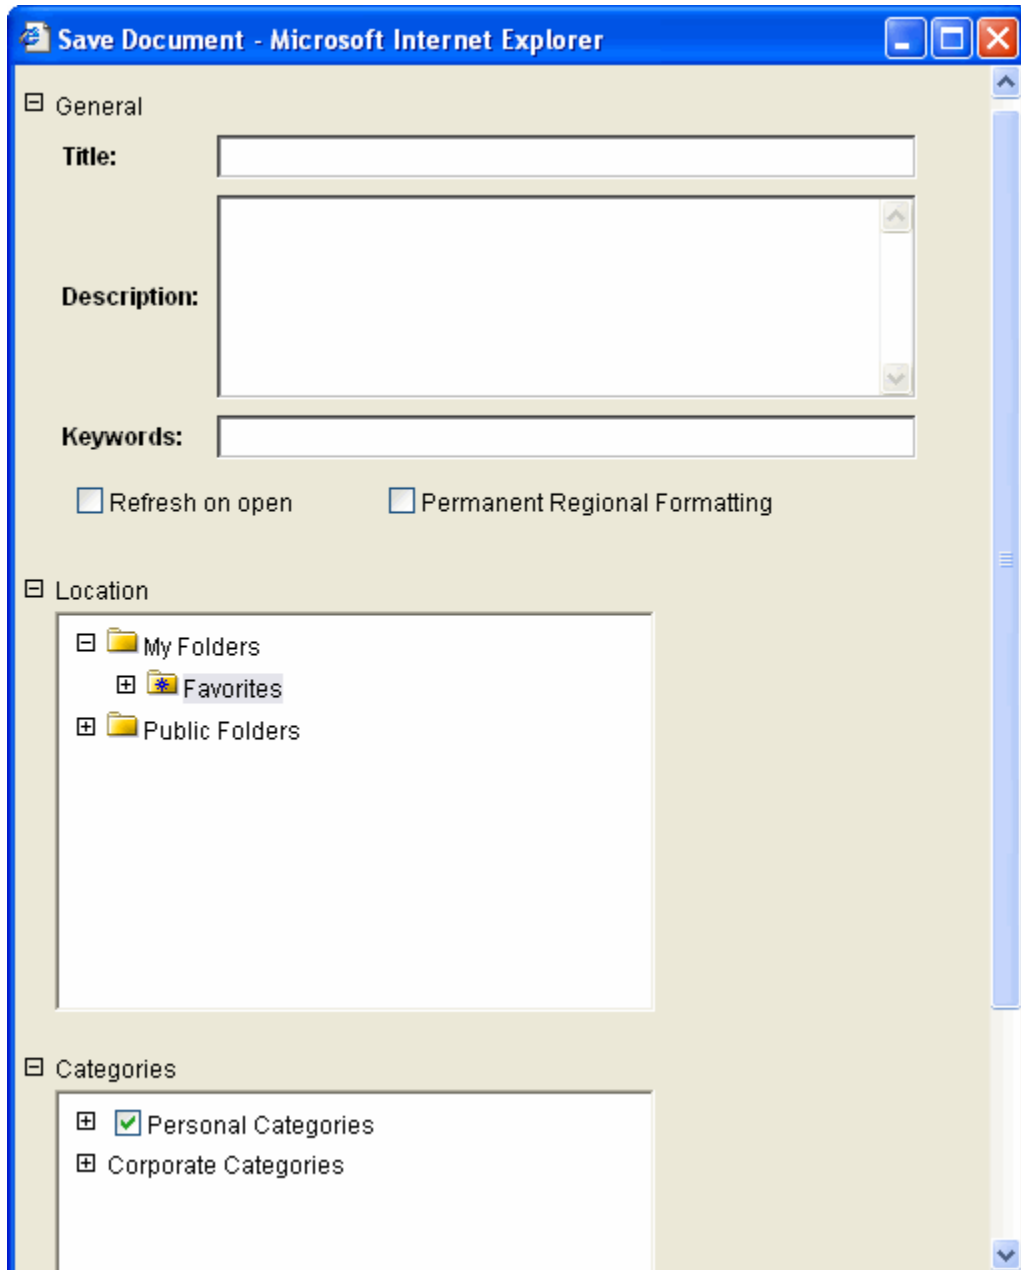 Save Document - Microsoft Internet Explorer
General
Title:
Description:
Keywords:
Refresh on open Permanent Regional Formatting
Location
My Folders
Favorites
Public Folders
Categories
Personal Categories
Corporate Categories